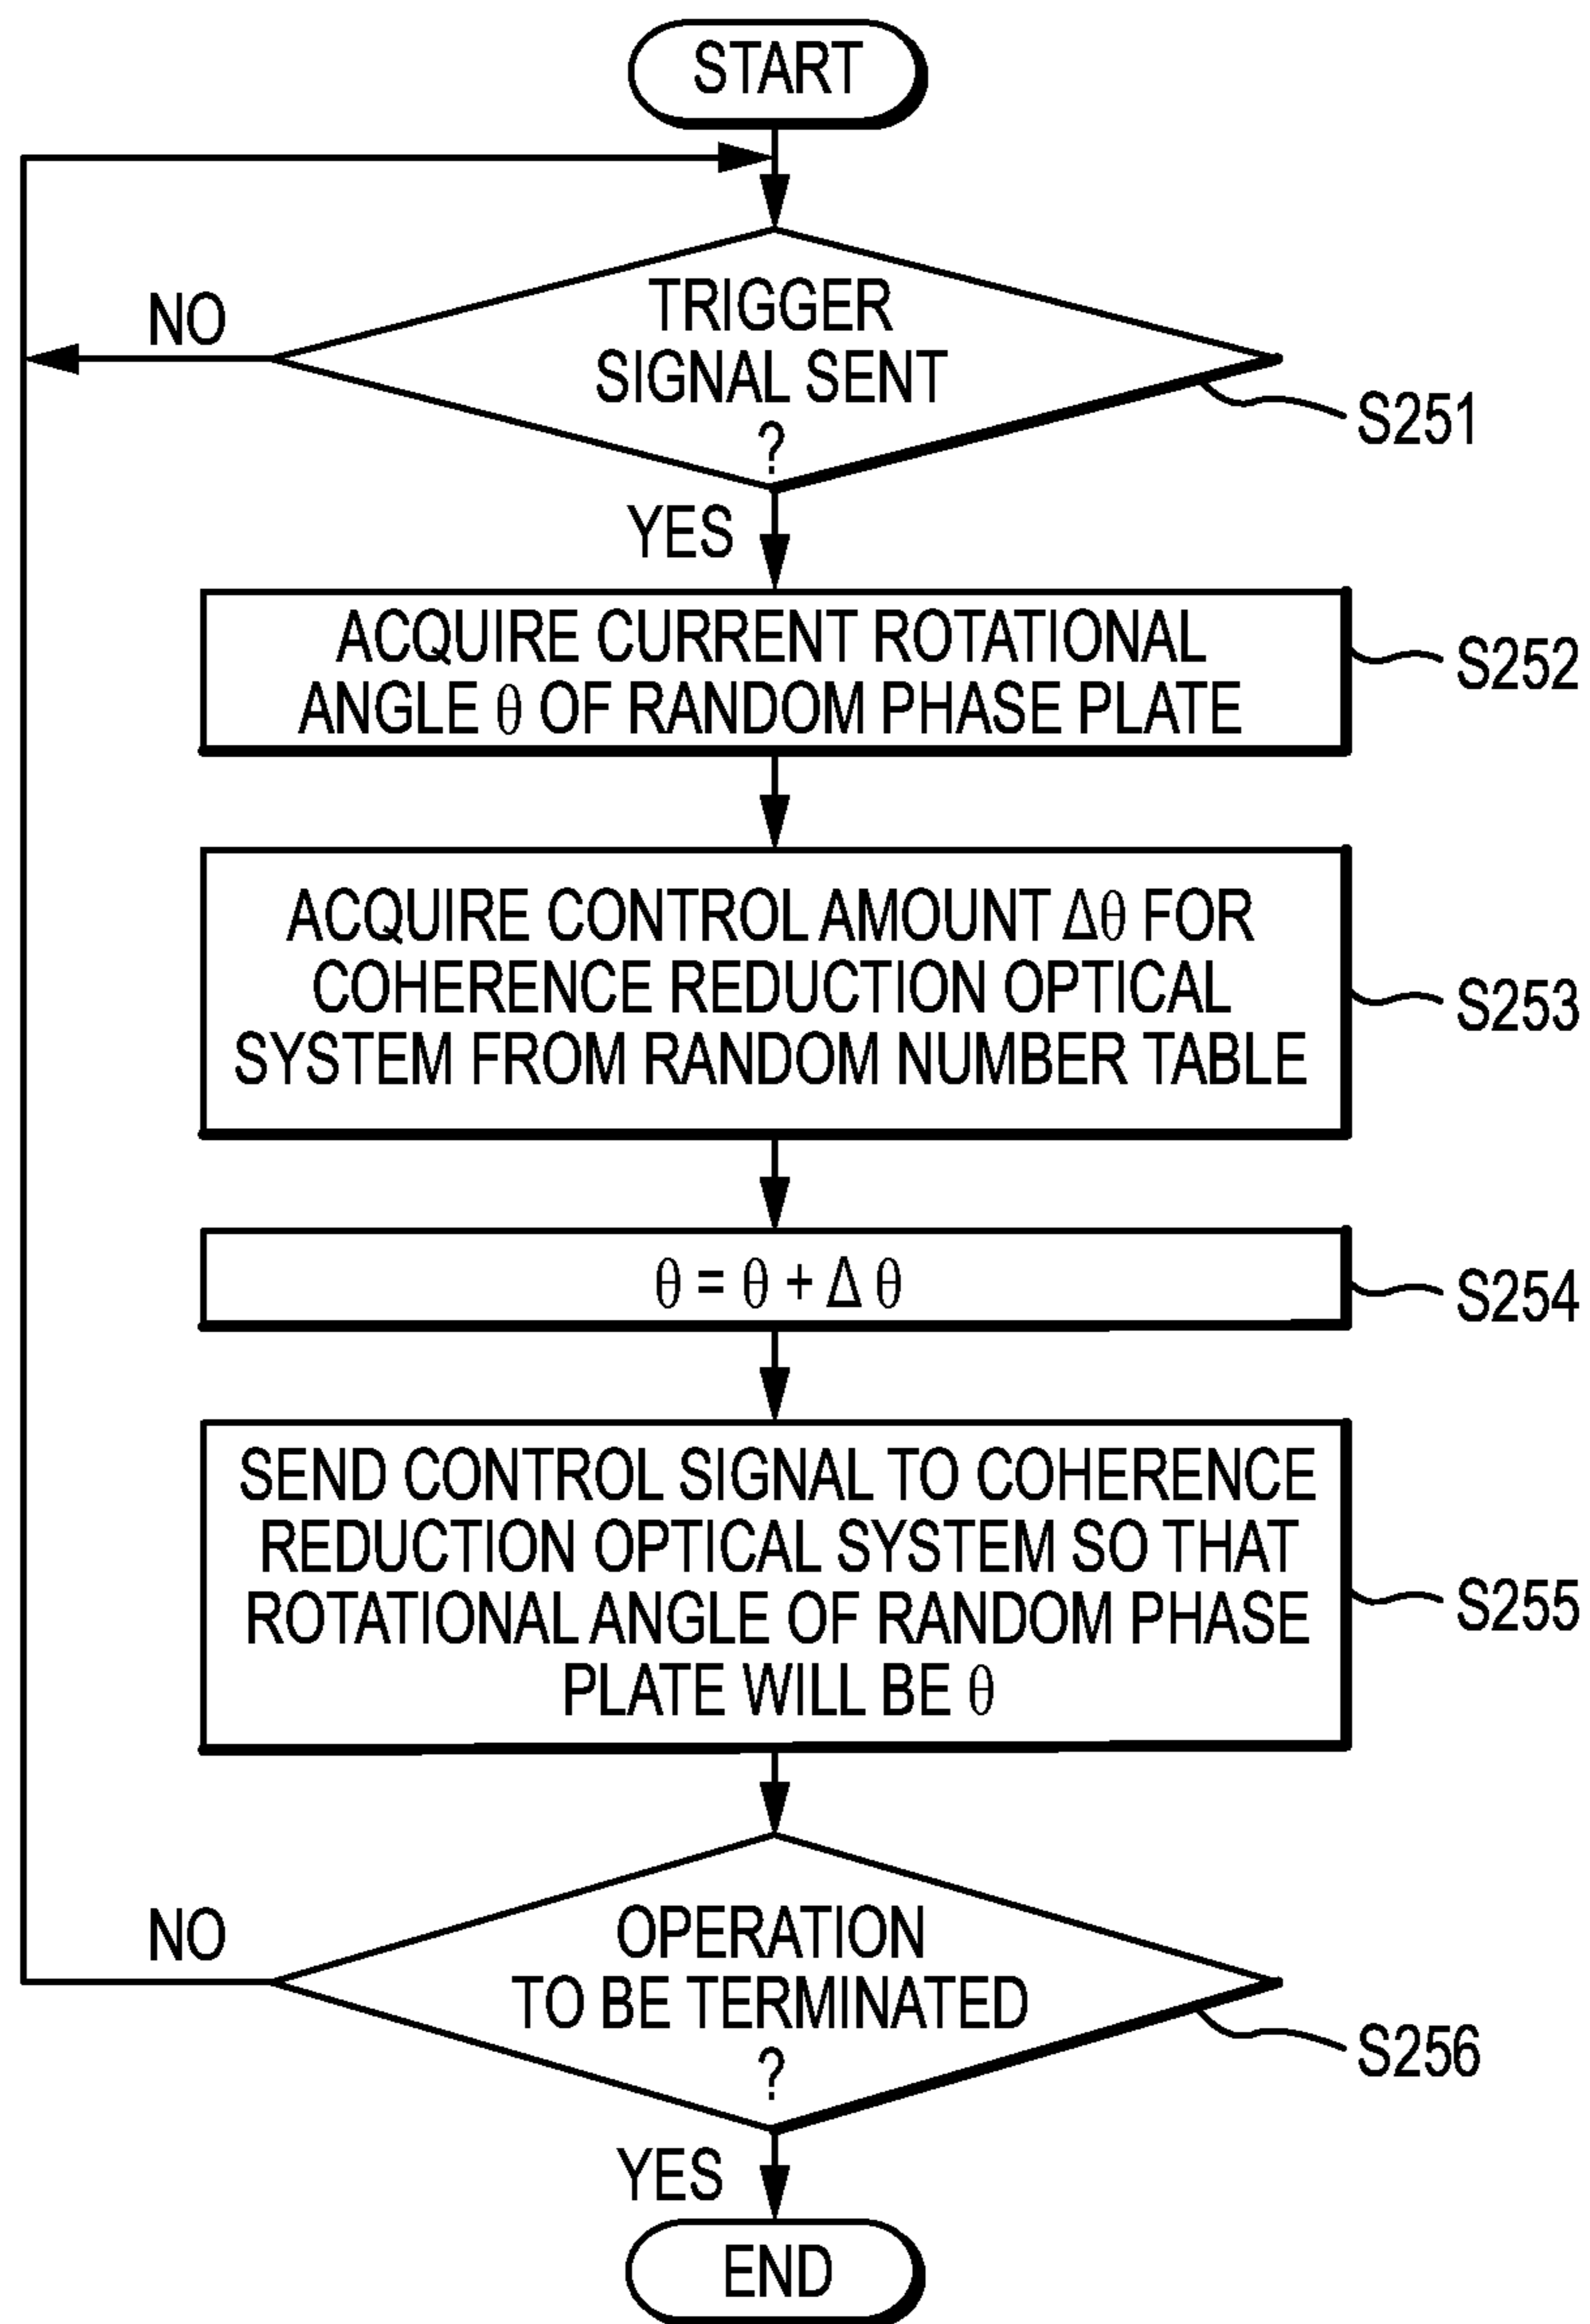 START
NO
TRIGGER
SIGNAL SENT
?
S251
YES
ACQUIRE CURRENT ROTATIONAL
ANGLE θ OF RANDOM PHASE PLATE
S252
ACQUIRE CONTROL AMOUNT Δθ FOR
COHERENCE REDUCTION OPTICAL
SYSTEM FROM RANDOM NUMBER TABLE
S253
θ = θ + Δ θ
S254
SEND CONTROL SIGNAL TO COHERENCE
REDUCTION OPTICAL SYSTEM SO THAT
ROTATIONAL ANGLE OF RANDOM PHASE
PLATE WILL BE θ
S255
NO
OPERATION
TO BE TERMINATED
?
S256
YES
END